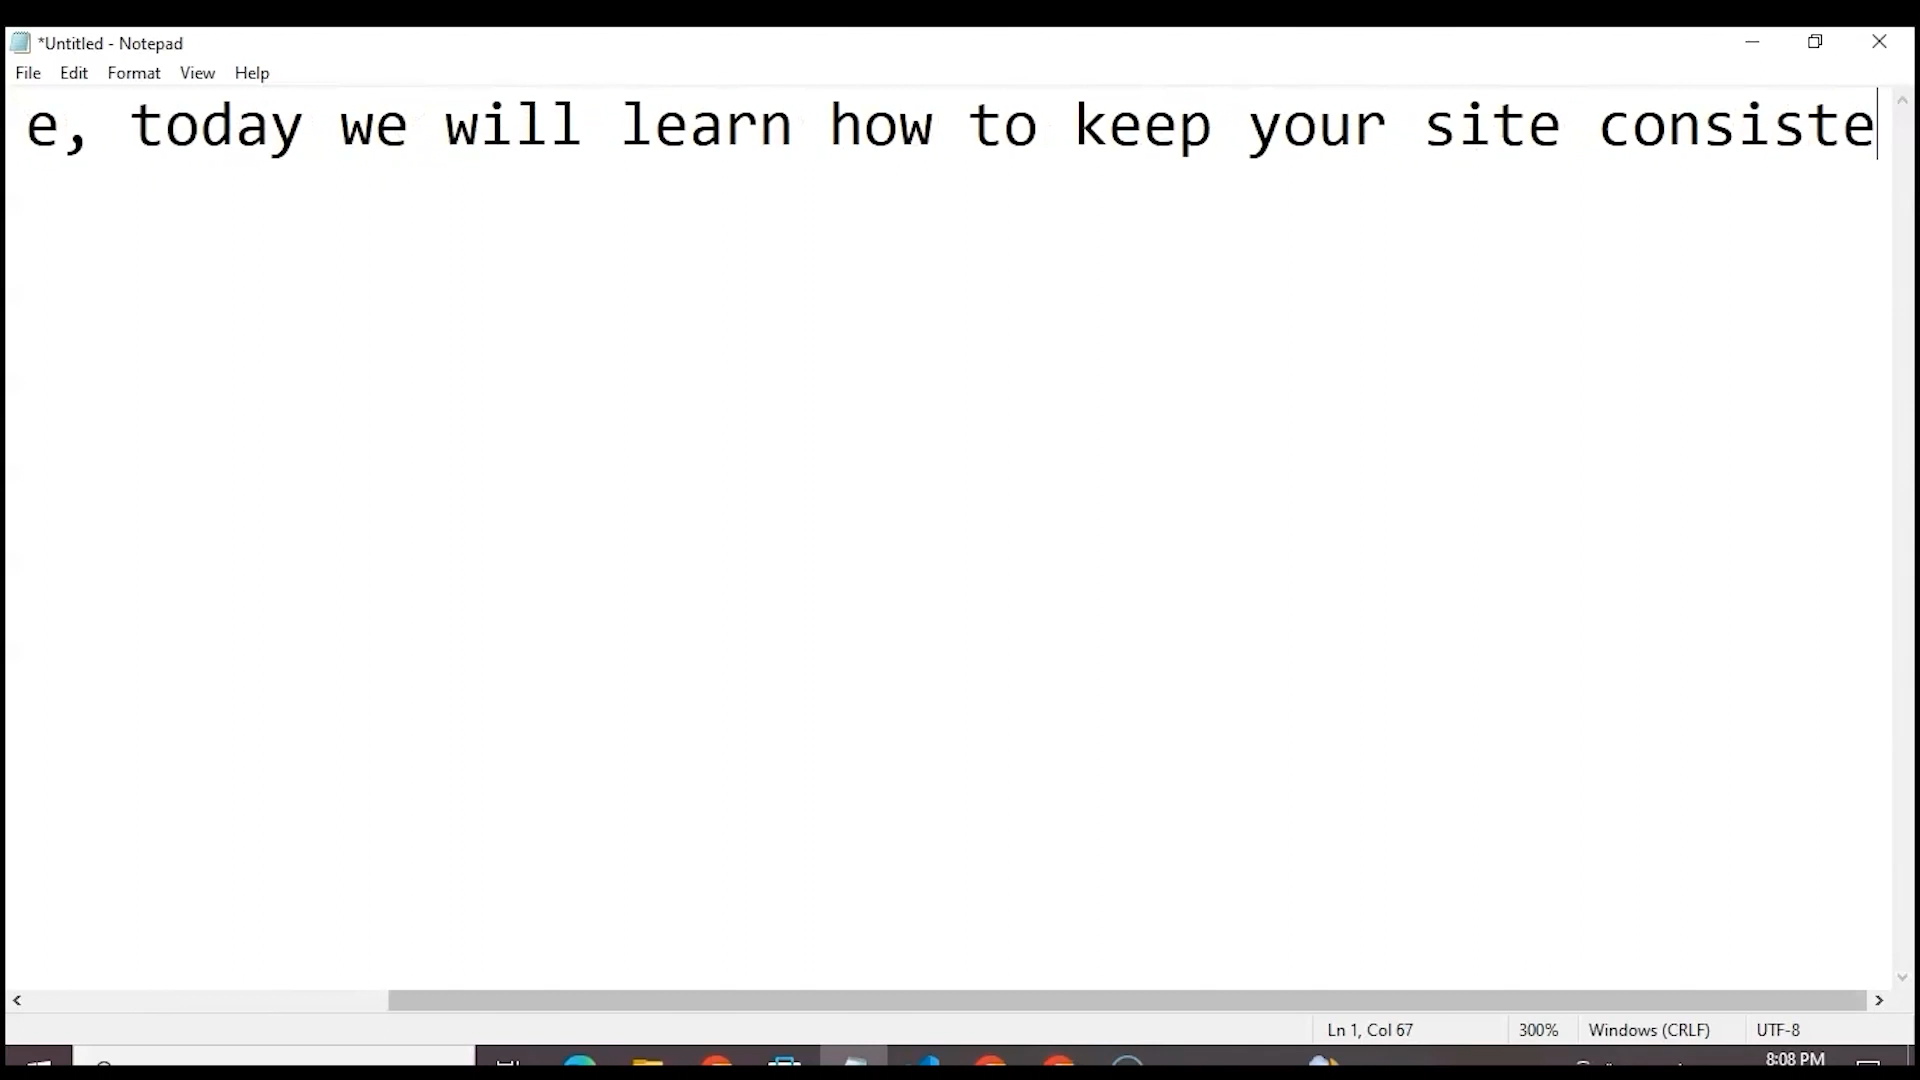 *Untitled - Notepad
File Edit Format View Help
e, today we will learn how to keep your site consiste
Ln 1, Col 67 300% Windows (CRLF) UTF-8
8:08 PM